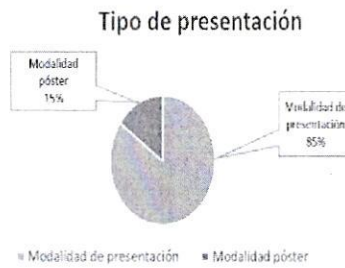 Tipo de presentación
Modalidad
póster
15%
Modalidad de
presentación
85%
Modalidad de presentación
Modalidad póster